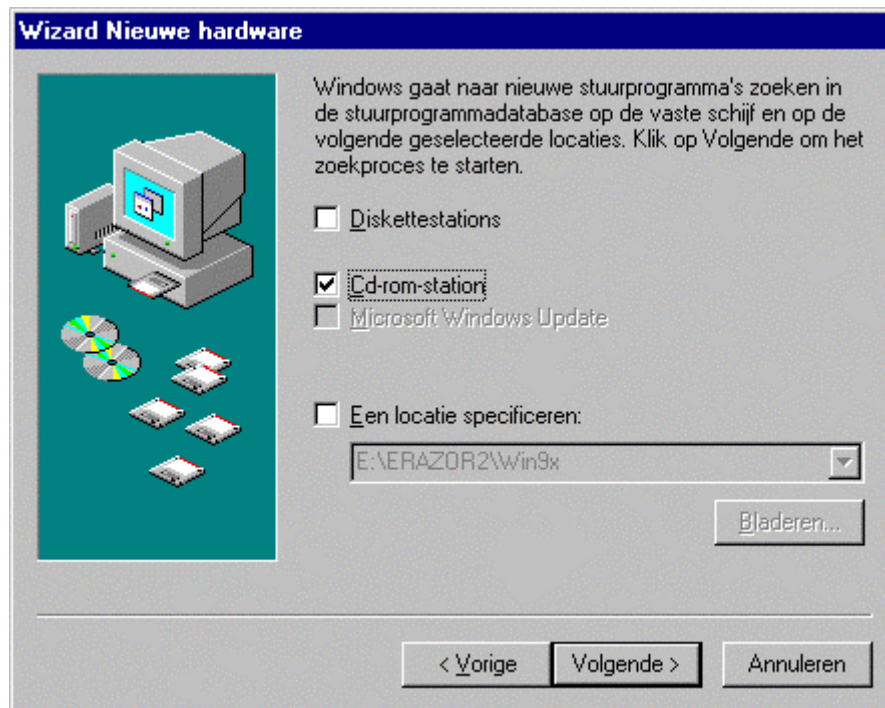 Wizard Nieuwe hardware
Windows gaat naar nieuwe stuurprogramma's zoeken in
de stuurprogrammadatabase op de vaste schijf en op de
volgende geselecteerde locaties. Klik op Volgende om het
zoekproces te starten.
Diskettestations
Cd-rom-station
Microsoft Windows Update
Een locatie specificeren:
E:\ERAZOR2\Win9x
Bladeren...
< Vorige
Volgende >
Annuleren